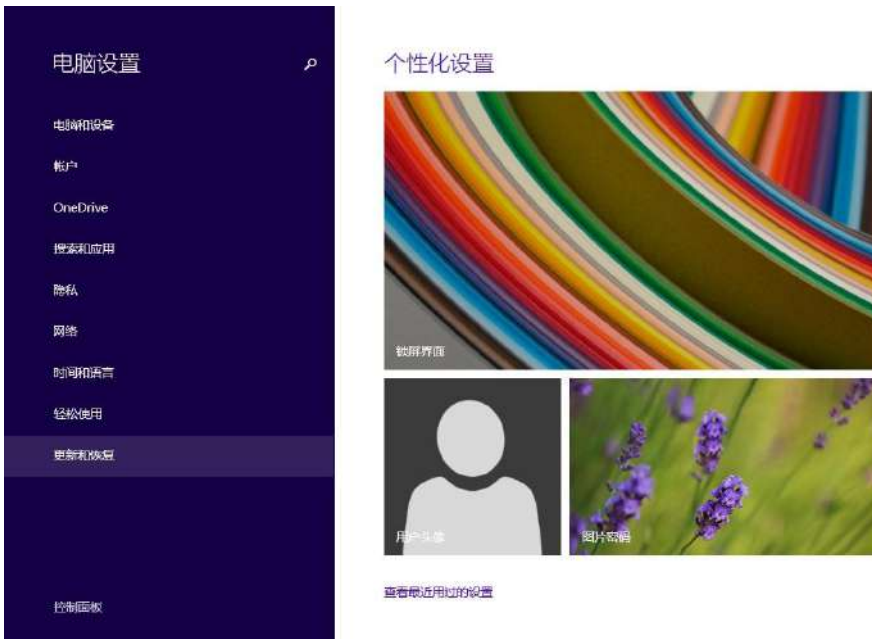 电脑设置
电脑和设备
帐户
OneDrive
搜索和应用
隐私
网络
时间和语言
轻松使用
更新和恢复
控制面板
个性化设置
锁屏界面
用户头像
图片密码
查看最近用过的设置